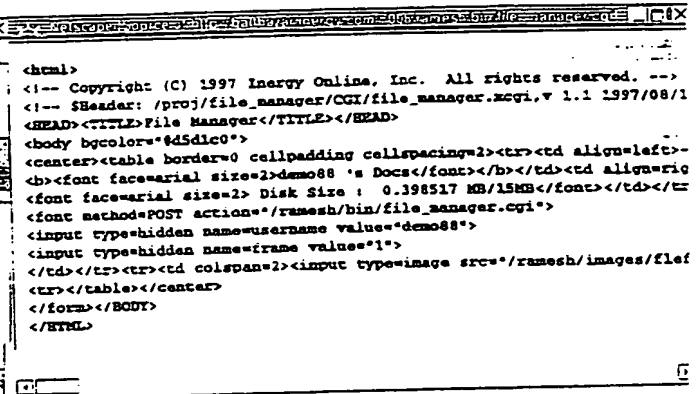 <html>
<!-- Copyright (C) 1997 Inergy Online, Inc.  All rights reserved. -->
<!-- $Header: /proj/file_manager/CGI/file_manager.xcgi,v 1.1 1997/08/1
<HEAD><TITLE>File Manager</TITLE></HEAD>
<body bgcolor="#d5d1c0">
<center><table border=0 cellpadding cellspacing=2><tr><td align=left>
<b><font face=arial size=2>demo88 's Docs</font></b></td><td align=rig
<font face=arial size=2> Disk Size :  0.398517 MB/15MB</font></td></tr
<font method=POST action="/ramesh/bin/file_manager.cgi">
<input type=hidden name=username value="demo88">
<input type=hidden name=frame value="1">
</td></tr><tr><td colspan=2><input type=image src="/ramesh/images/flef
<tr></table></center>
</form></BODY>
</HTML>